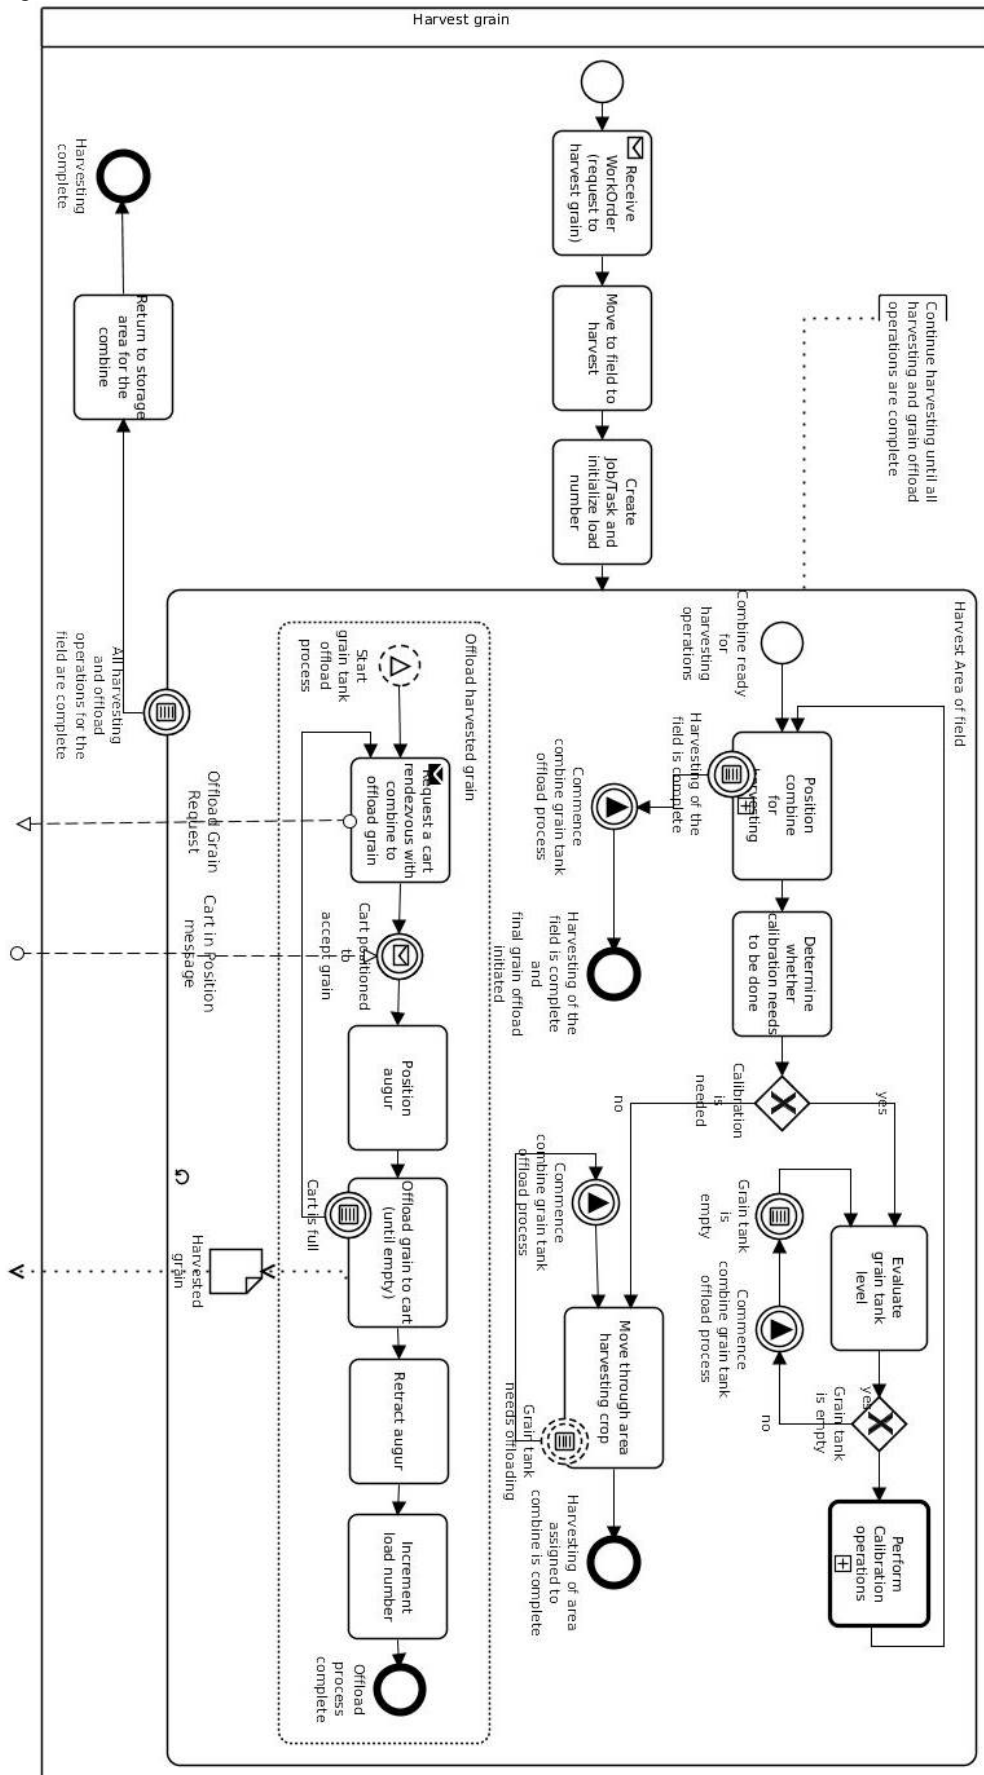 Harvest grain
Receive
WorkOrder
(request to
harvest grain)
Move to field to
harvest
Create
Job/Task and
initialize load
number
Continue harvesting until all
harvesting and grain offload
operations are complete
Harvesting
complete
Return to storage
area for the
combine
All harvesting
and offload
operations for the
field are complete
Harvest Area of field
Combine ready
for
harvesting
operations
Position
combine
for
harvesting
Harvesting of the
field is complete
Commence
combine grain tank
offload process
Harvesting of the
field is complete
and
final grain offload
initiated
Determine
whether
calibration needs
to be done
Calibration
is
needed
yes
no
Evaluate
grain tank
level
Grain tank
is
empty
Commence
combine grain tank
offload process
yes
Grain tank
is empty
no
Perform
Calibration
operations
Commence
combine grain tank
offload process
Move through area
harvesting crop
Grain tank
needs offloading
Harvesting of area
assigned to
combine is complete
Offload harvested grain
Start
grain tank
offload
process
Request a cart
rendezvous with
combine to
offload grain
Offload Grain
Request
Cart positioned
to
accept grain
Cart in Position
message
Position
augur
Offload grain to cart
(until empty)
Cart is full
Harvested
grain
Retract augur
Increment
load number
Offload
process
complete